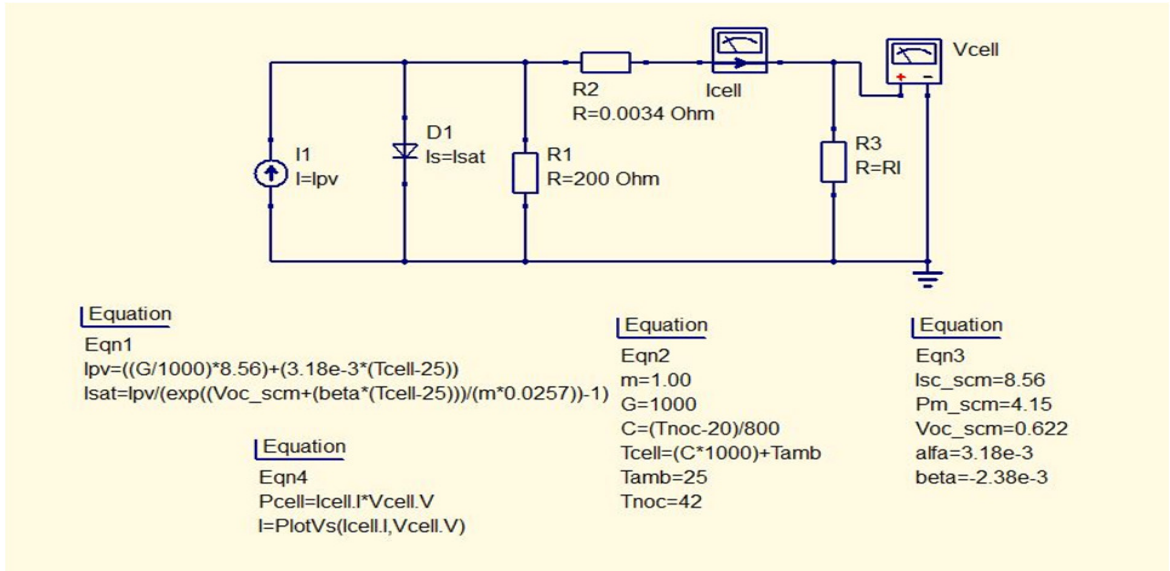 Vcell
R2
R=0.0034 Ohm
Icell
I1
I=Ipv
D1
Is=Isat
R1
R=200 Ohm
R3
R=Rl
+ -
Equation
Eqn1
Ipv=((G/1000)*8.56)+(3.18e-3*(Tcell-25))
Isat=Ipv/(exp((Voc_scm+(beta*(Tcell-25)))/(m*0.0257))-1)
Equation
Eqn4
Pcell=Icell.I*Vcell.V
I=PlotVs(Icell.I,Vcell.V)
Equation
Eqn2
m=1.00
G=1000
C=(Tnoc-20)/800
Tcell=(C*1000)+Tamb
Tamb=25
Tnoc=42
Equation
Eqn3
Isc_scm=8.56
Pm_scm=4.15
Voc_scm=0.622
alfa=3.18e-3
beta=-2.38e-3